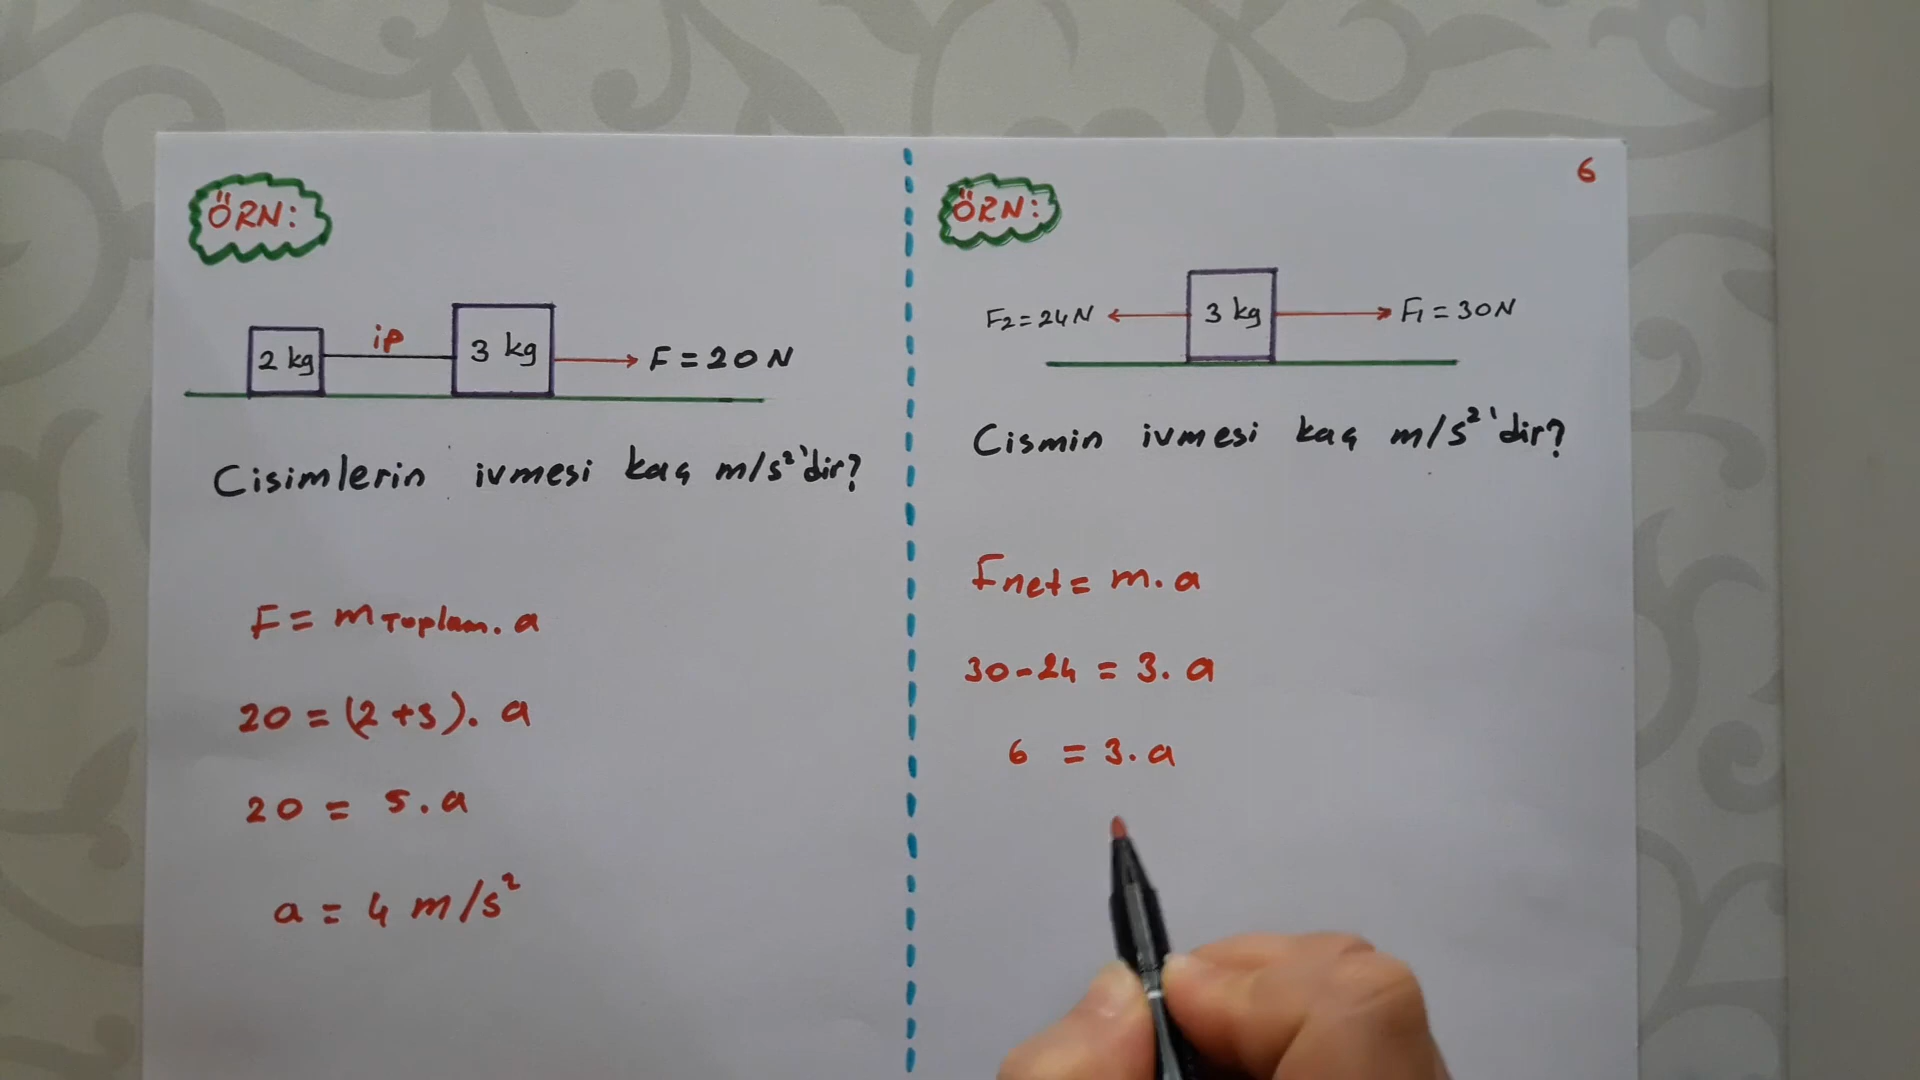 ÖRN:
2 kg
ip
3 kg
F = 20 N
Cisimlerin ivmesi kaç m/s²'dir?
F = m Toplam . a
20 = (2+3) . a
20 = 5 . a
a = 4 m/s²
6
ÖRN:
F₂ = 24 N
3 kg
F₁ = 30 N
Cismin ivmesi kaç m/s²'dir?
Fnet = m . a
30 - 24 = 3 . a
6 = 3 . a